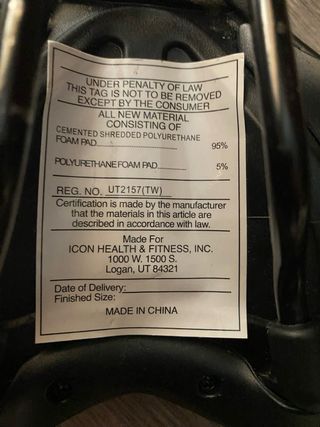 UNDER PENALTY OF LAW
THIS TAG IS NOT TO BE REMOVED
EXCEPT BY THE CONSUMER
ALL NEW MATERIAL
CONSISTING OF
CEMENTED SHREDDED POLYURETHANE
FOAM PAD 95%
POLYURETHANE FOAM PAD 5%
REG. NO. UT2157(TW)
Certification is made by the manufacturer
that the materials in this article are
described in accordance with law.
Made For
ICON HEALTH & FITNESS, INC.
1000 W. 1500 S.
Logan, UT 84321
Date of Delivery:
Finished Size:
MADE IN CHINA